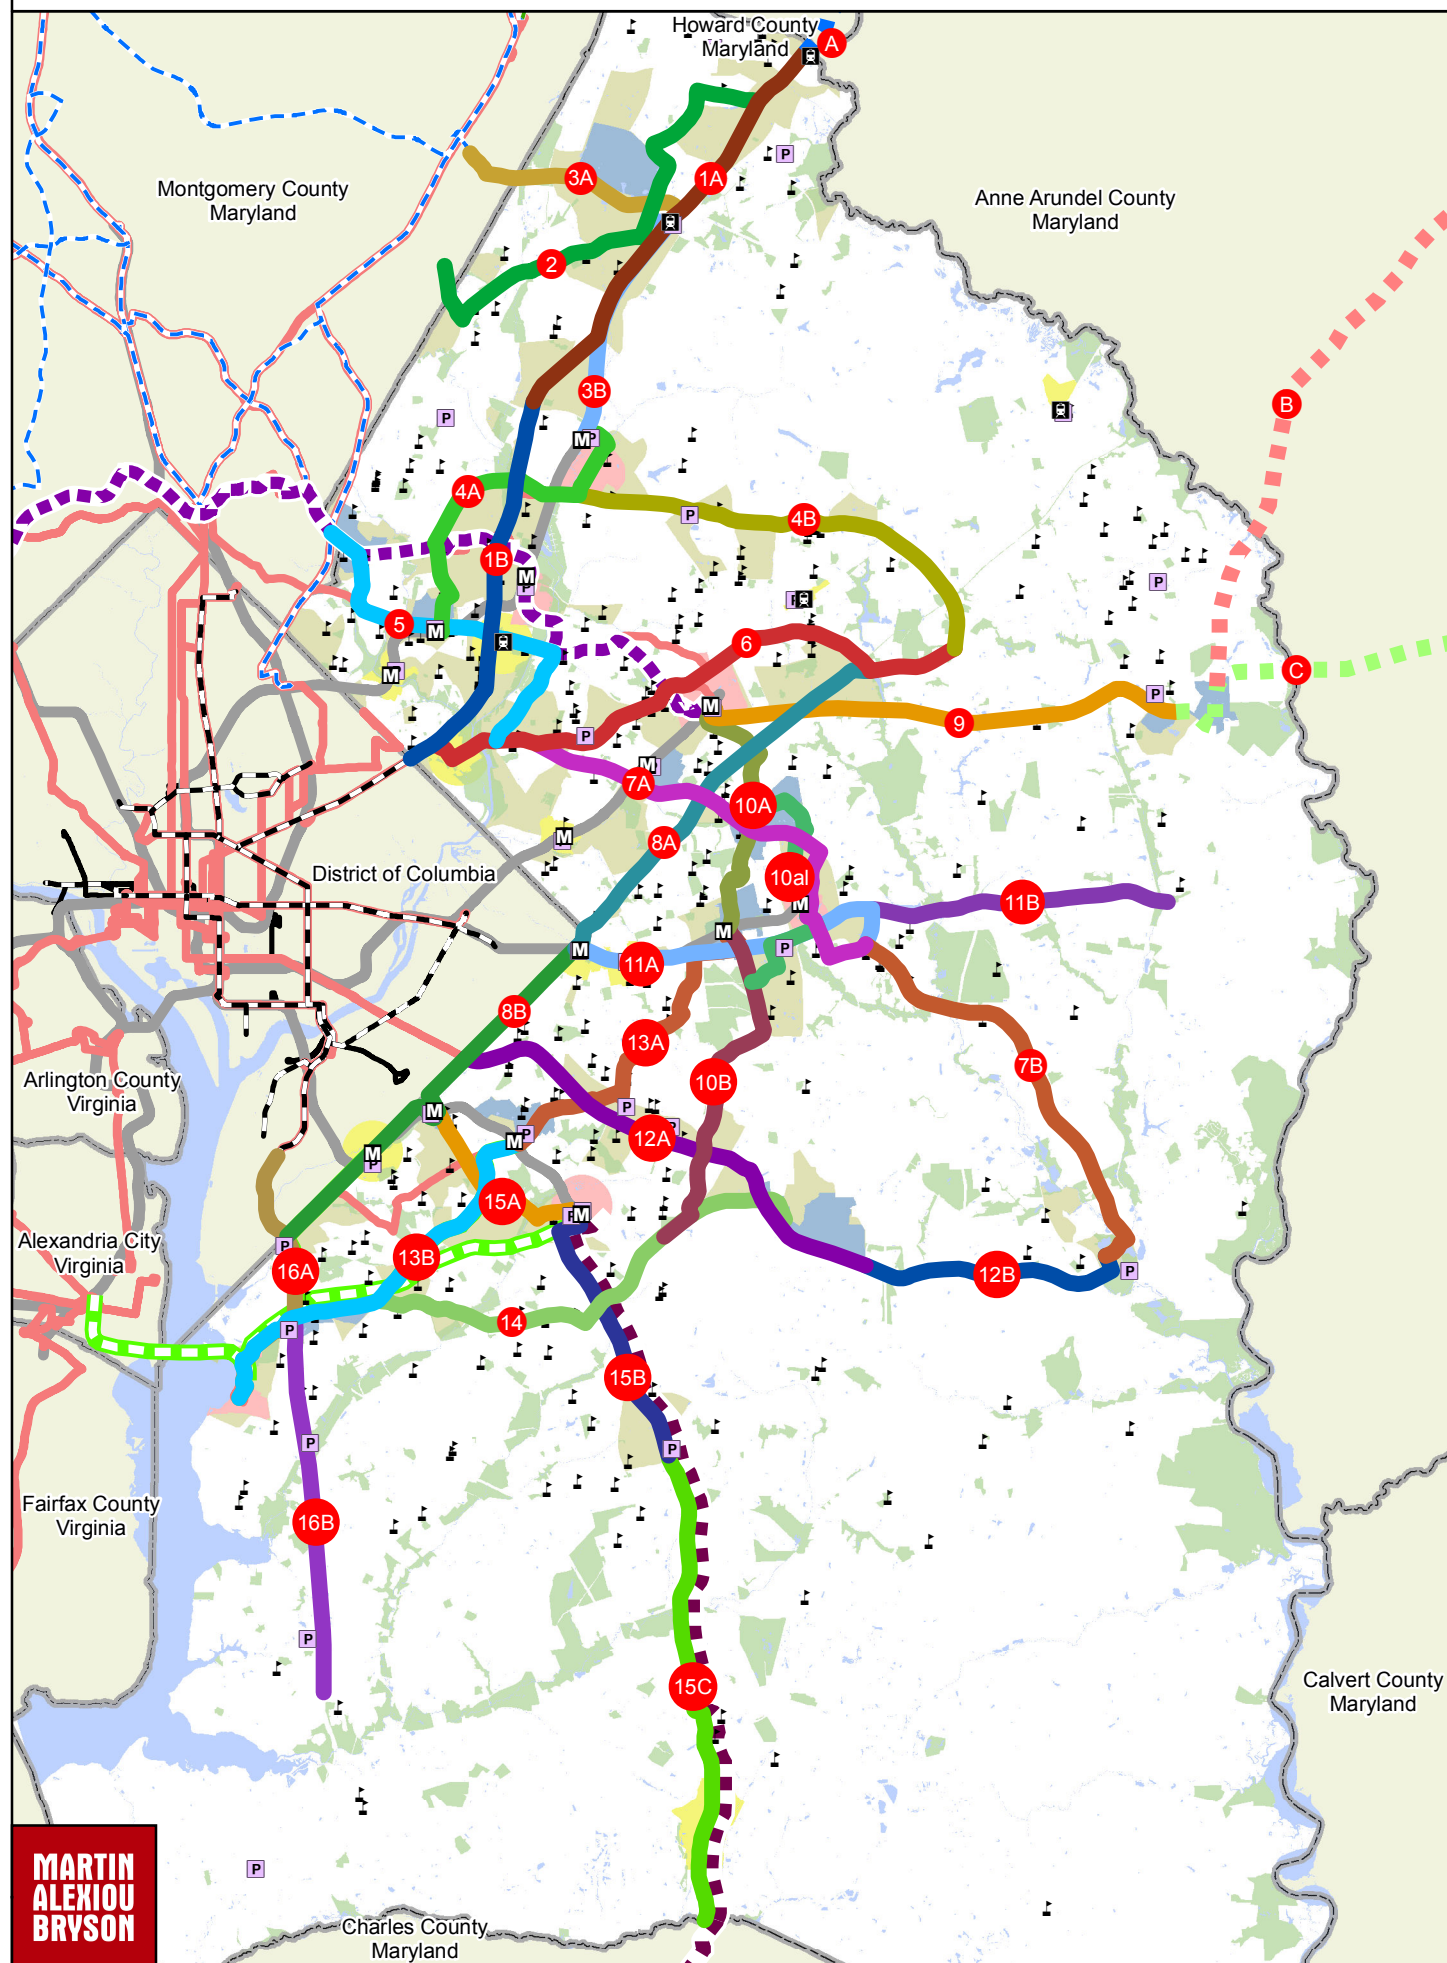 Howard County
Maryland
A
P
Montgomery County
Maryland
3A
1A
Anne Arundel County
Maryland
2
3B
B
P
M
P
4A
P
4B
1B
M
P
P
P
5
M
6
C
M
M
P
9
P
M
7A
10A
M
8A
District of Columbia
10al
M
11B
M
P
M
11A
8B
13A
7B
Arlington County
Virginia
10B
P
M
P
M
12A
M
P
15A
P
M
Alexandria City
Virginia
P
13B
16A
12B
P
14
P
15B
P
P
Fairfax County
Virginia
16B
P
15C
Calvert County
Maryland
MARTIN
ALEXIOU
BRYSON
P
Charles County
Maryland